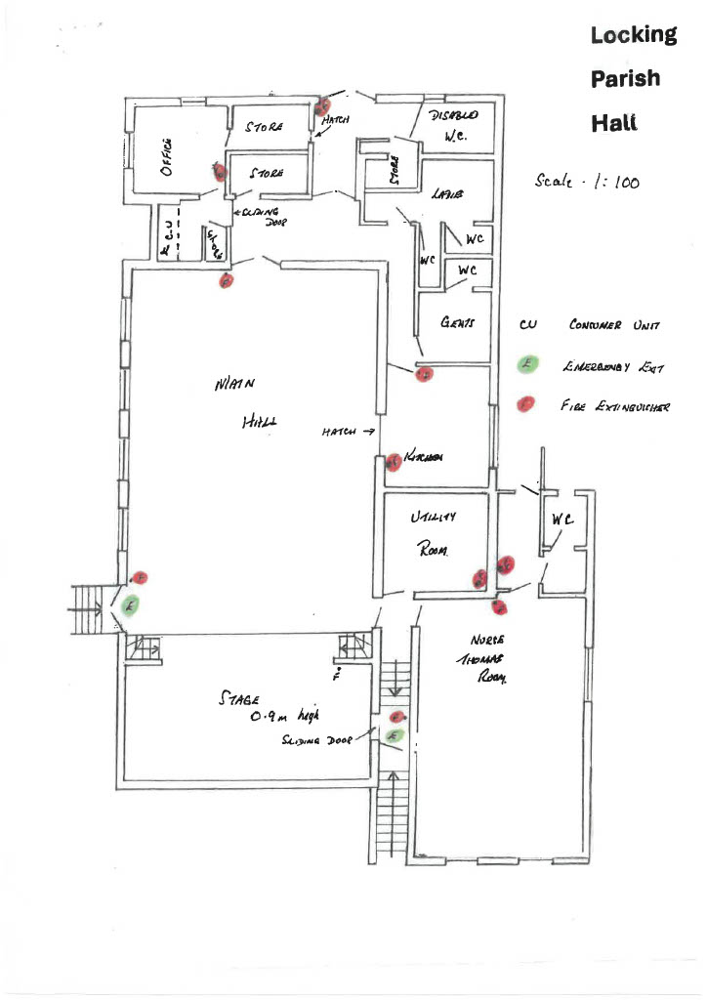 Locking
Parish
Hall
Scale · 1:100
OFFICE
STORE
STORE
HATCH
DISABLED
W.C.
STORE
LADIES
SLIDING
DOOR
C.U
STORE
WC
WC
WC
GENTS
CU CONSUMER UNIT
E EMERGENCY EXIT
F FIRE EXTINGUISHER
MAIN
HALL
HATCH
KITCHEN
UTILITY
ROOM
WC
F
E
NURSE
THOMAS
ROOM
F
STAGE
0.9m high
SLIDING DOOR
E